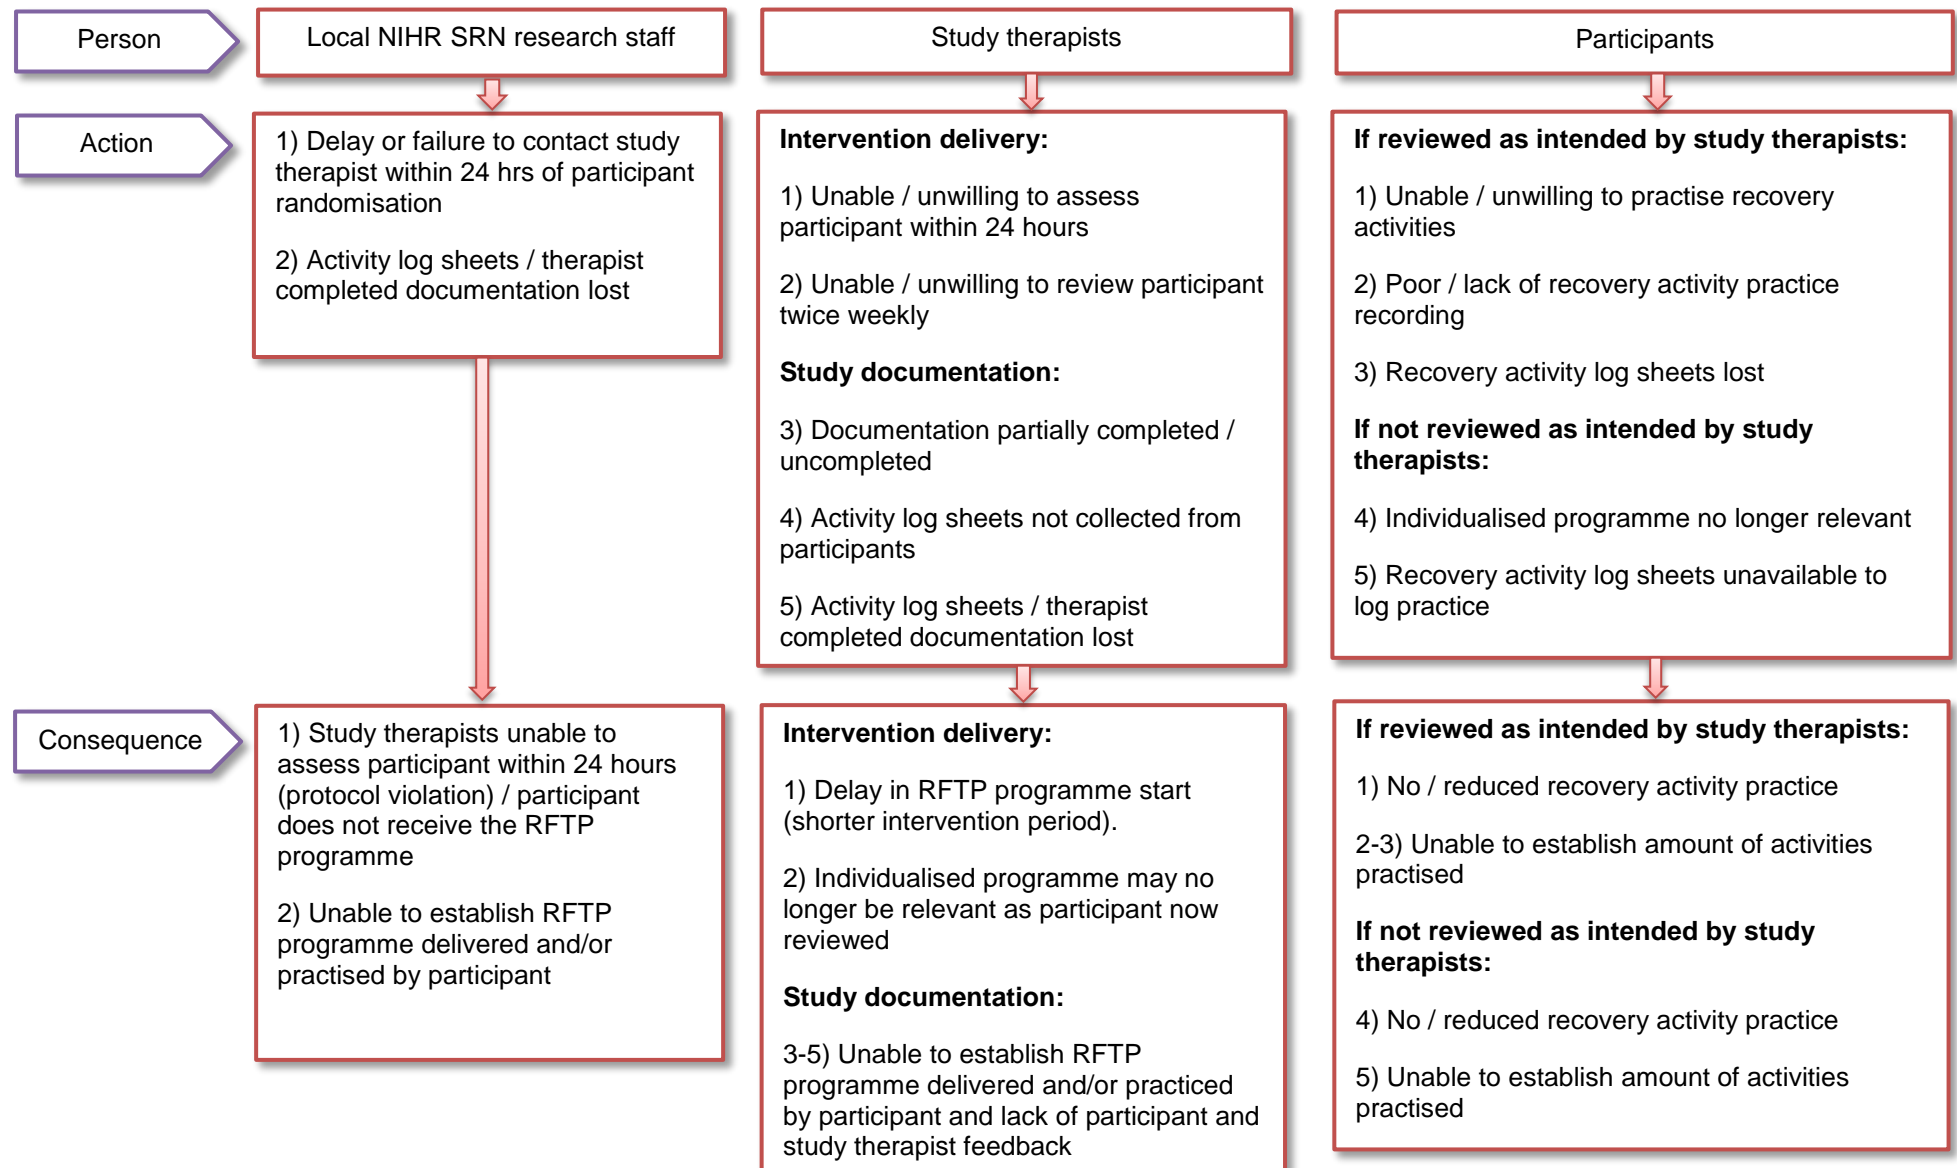 Person
Local NIHR SRN research staff
Study therapists
Participants
Action
1) Delay or failure to contact study
therapist within 24 hrs of participant
randomisation
2) Activity log sheets / therapist
completed documentation lost
Intervention delivery:
1) Unable / unwilling to assess
participant within 24 hours
2) Unable / unwilling to review participant
twice weekly
Study documentation:
3) Documentation partially completed /
uncompleted
4) Activity log sheets not collected from
participants
5) Activity log sheets / therapist
completed documentation lost
If reviewed as intended by study therapists:
1) Unable / unwilling to practise recovery
activities
2) Poor / lack of recovery activity practice
recording
3) Recovery activity log sheets lost
If not reviewed as intended by study
therapists:
4) Individualised programme no longer relevant
5) Recovery activity log sheets unavailable to
log practice
Consequence
1) Study therapists unable to
assess participant within 24 hours
(protocol violation) / participant
does not receive the RFTP
programme
2) Unable to establish RFTP
programme delivered and/or
practised by participant
Intervention delivery:
1) Delay in RFTP programme start
(shorter intervention period).
2) Individualised programme may no
longer be relevant as participant now
reviewed
Study documentation:
3-5) Unable to establish RFTP
programme delivered and/or practiced
by participant and lack of participant and
study therapist feedback
If reviewed as intended by study therapists:
1) No / reduced recovery activity practice
2-3) Unable to establish amount of activities
practised
If not reviewed as intended by study
therapists:
4) No / reduced recovery activity practice
5) Unable to establish amount of activities
practised